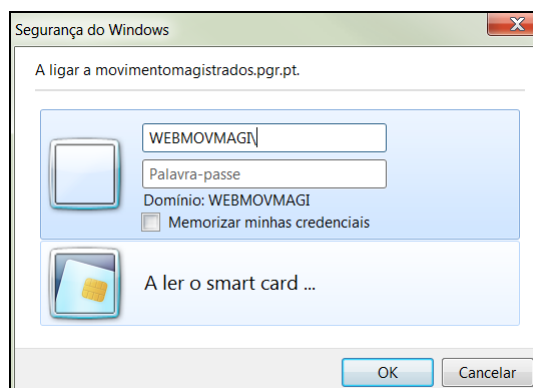 Segurança do Windows
A ligar a movimentomagistrados.pgr.pt.
WEBMOVMAGI\
Palavra-passe
Domínio: WEBMOVMAGI
Memorizar minhas credenciais
A ler o smart card ...
OK
Cancelar